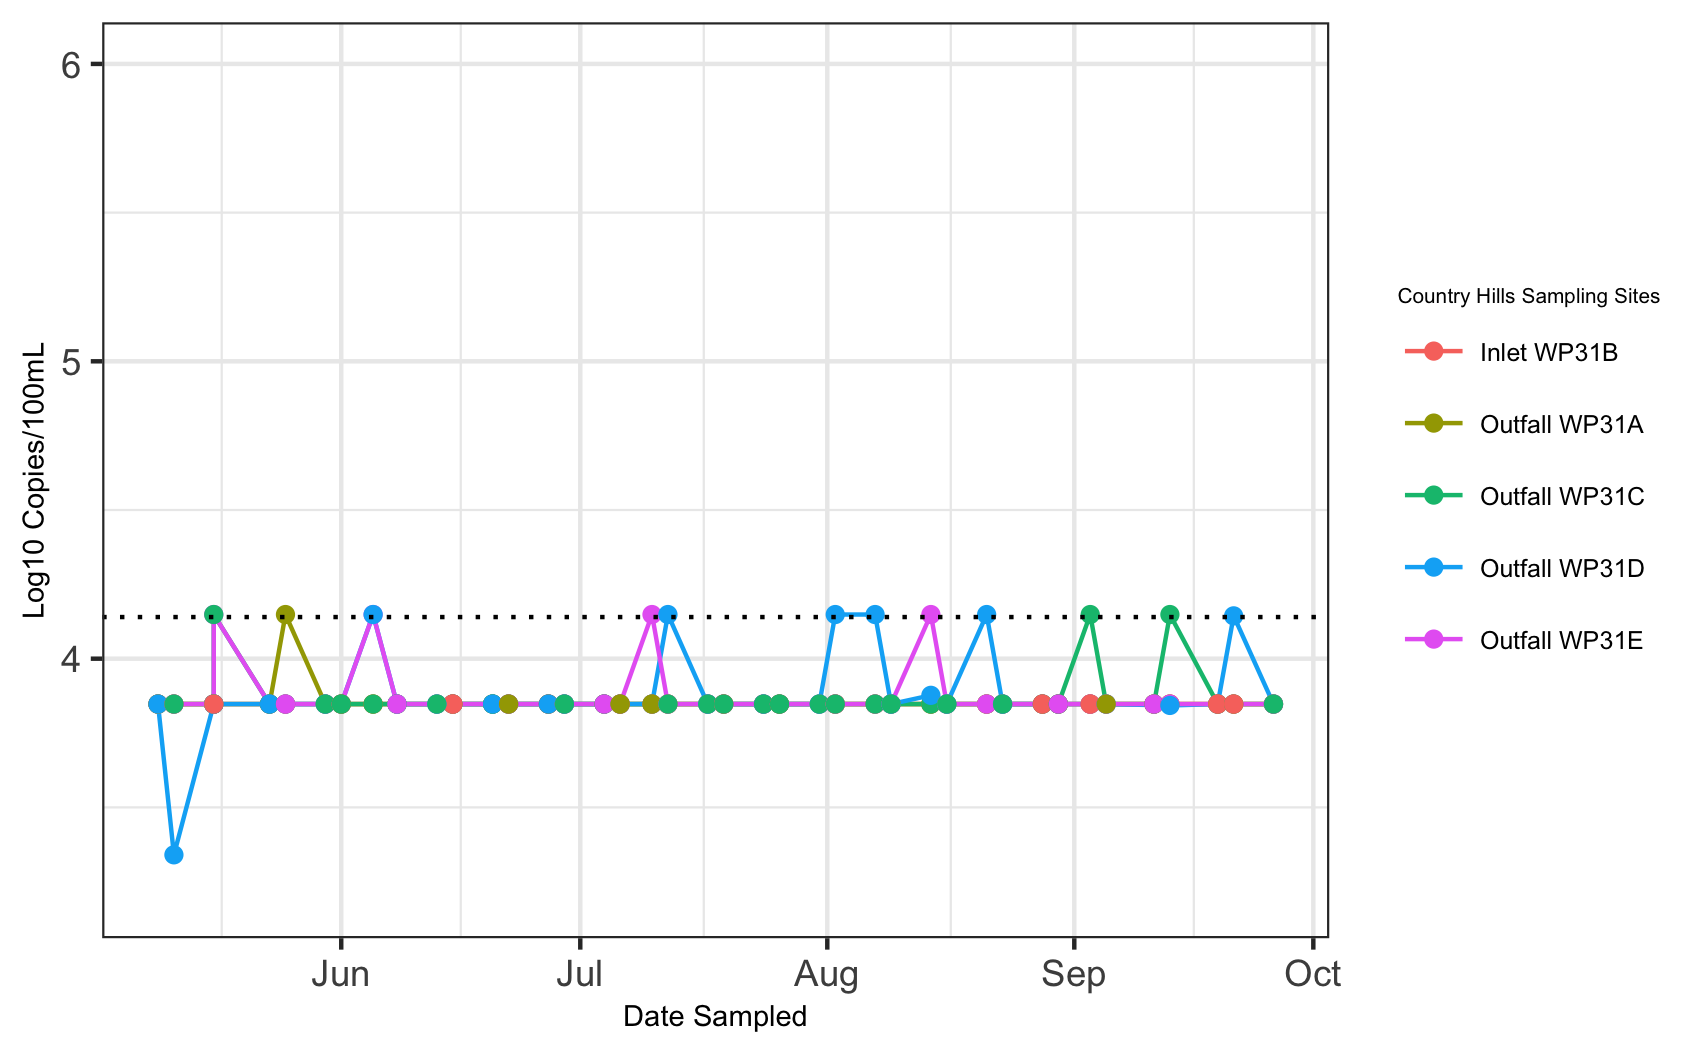 6
5
4
Log10 Copies/100mL
Jun
Jul
Aug
Sep
Oct
Date Sampled
Country Hills Sampling Sites
Inlet WP31B
Outfall WP31A
Outfall WP31C
Outfall WP31D
Outfall WP31E